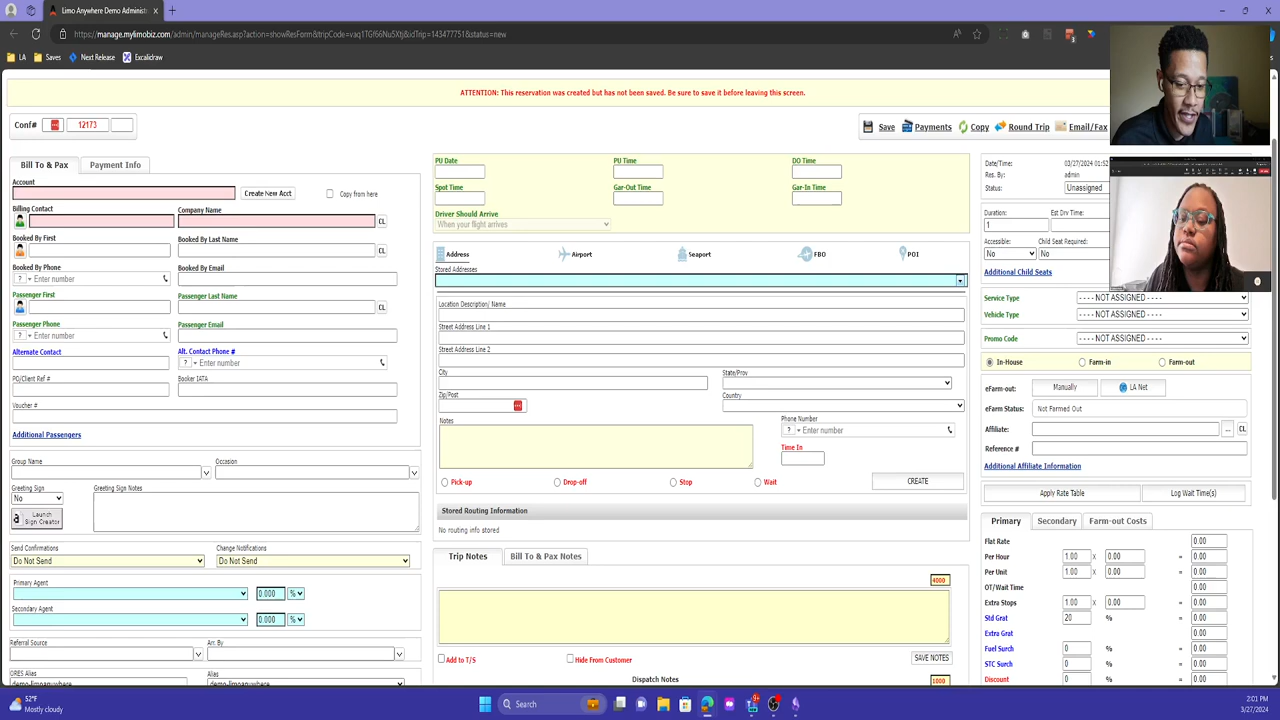 Limo Anywhere Demo Administr
https://manage.mylimobiz.com/admin/manageRes.asp?action=showResForm&tripCode=vaq1Tgf66Nu5Xtj&idTrip=143477751&status=new
LA
Saves
Next Release
Excalidraw
ATTENTION: This reservation was created but has not been saved. Be sure to save it before leaving this screen.
Conf# 12173
Save Payments Copy Round Trip Email/Fax
Bill To & Pax Payment Info
Account
Create New Acct Copy from here
Billing Contact Company Name
CL
Booked By First Booked By Last Name
Booked By Phone Booked By Email
? Enter number
Passenger First Passenger Last Name
CL
Passenger Phone Passenger Email
? Enter number
Alternate Contact Alt. Contact Phone #
? Enter number
PO/Client Ref # Booker IATA
Voucher #
Additional Passengers
Group Name Occasion
Greeting Sign Greeting Sign Notes
No
Launch
Sign Creator
Send Confirmations Change Notifications
Do Not Send Do Not Send
Primary Agent
0.000 %
Secondary Agent
0.000 %
Referral Source Arr. By
ORES Alias Alias
demo-limoanywhere demo-limoanywhere
PU Date PU Time DO Time
Spot Time Gar-Out Time Gar-In Time
Driver Should Arrive
When your flight arrives
Address Airport Seaport FBO POI
Stored Addresses
Location Description/ Name
Street Address Line 1
Street Address Line 2
City State/Prov
Zip/Post Country
Notes Phone Number
? Enter number
Time In
Pick-up Drop-off Stop Wait CREATE
Stored Routing Information
No routing info stored
Trip Notes Bill To & Pax Notes
4000
Add to T/S Hide From Customer SAVE NOTES
Dispatch Notes 1000
Date/Time: 03/27/2024 01:52
Res. By: admin
Status: Unassigned
Duration: Est Drv Time:
1
Accessible: Child Seat Required:
No No
Additional Child Seats
Service Type - - - - NOT ASSIGNED - - - -
Vehicle Type - - - - NOT ASSIGNED - - - -
Promo Code - - - - NOT ASSIGNED - - - -
In-House Farm-in Farm-out
eFarm-out: Manually LA Net
eFarm Status: Not Farmed Out
Affiliate: ... CL
Reference #
Additional Affiliate Information
Apply Rate Table Log Wait Time(s)
Primary Secondary Farm-out Costs
Flat Rate 0.00
Per Hour 1.00 X 0.00 = 0.00
Per Unit 1.00 X 0.00 = 0.00
OT/Wait Time = 0.00
Extra Stops 1.00 X 0.00 = 0.00
Std Grat 20 % = 0.00
Extra Grat 0.00
Fuel Surch 0 % = 0.00
STC Surch 0 % = 0.00
Discount 0 % = 0.00
52°F
Mostly cloudy
Search
2:01 PM
3/27/2024